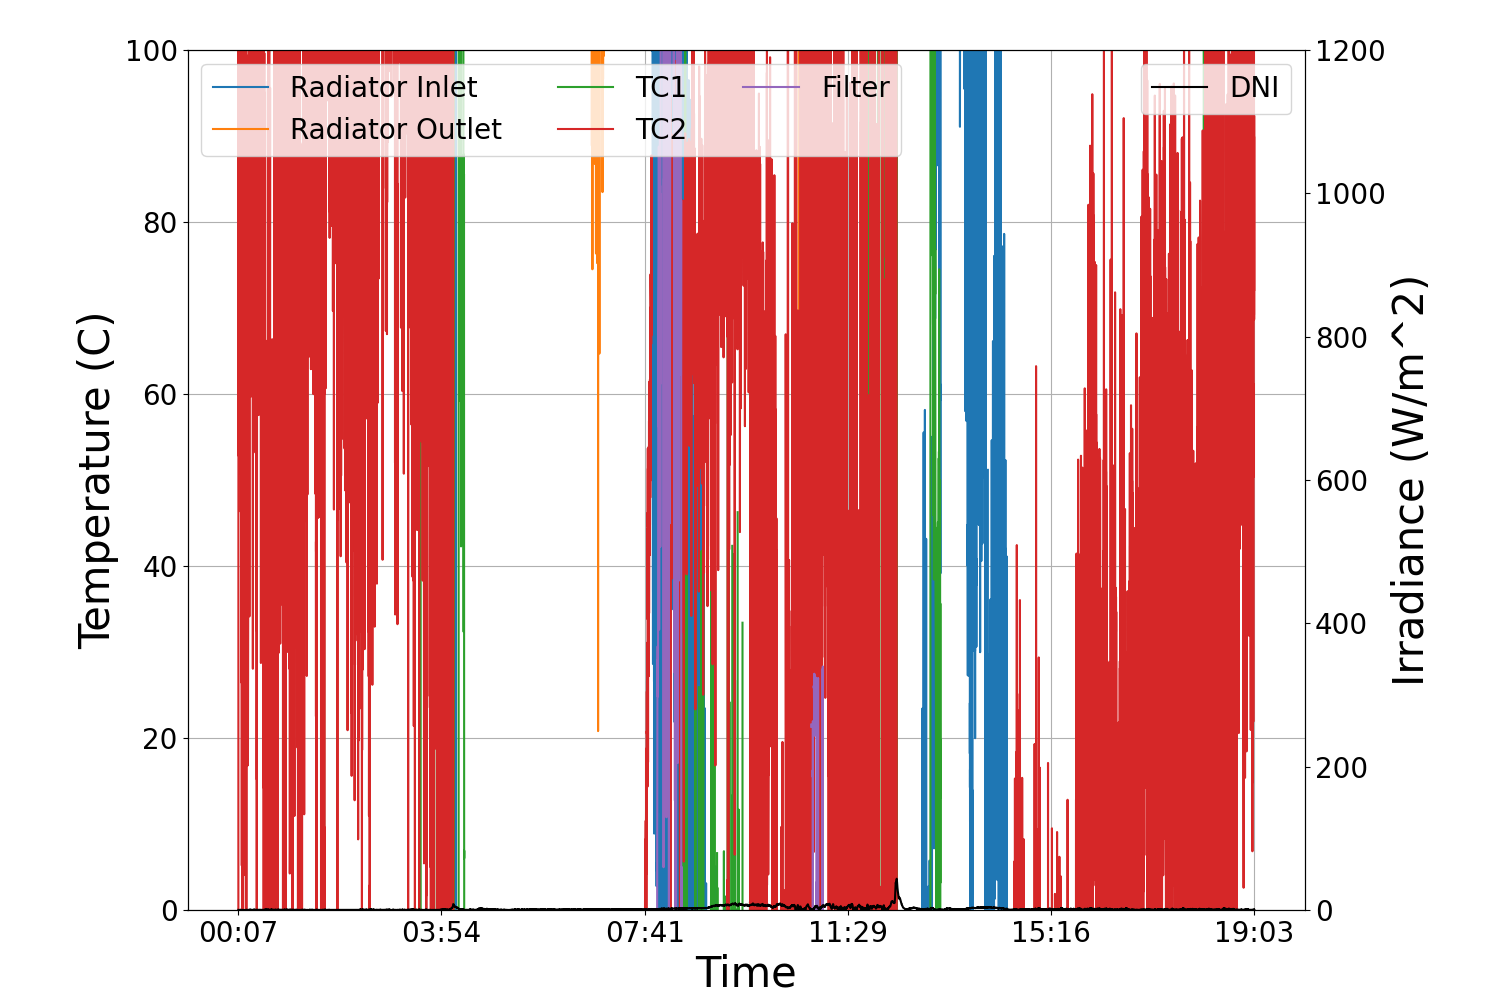 100
80
60
40
20
0
Temperature (C)
Radiator Inlet
Radiator Outlet
TC1
TC2
Filter
DNI
1200
1000
800
600
400
200
0
Irradiance (W/m^2)
00:07
03:54
07:41
11:29
15:16
19:03
Time